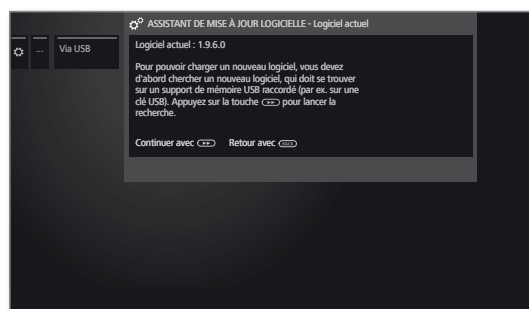 ASSISTANT DE MISE À JOUR LOGICIELLE - Logiciel actuel
... Via USB
Logiciel actuel : 1.9.6.0
Pour pouvoir charger un nouveau logiciel, vous devez
d'abord chercher un nouveau logiciel, qui doit se trouver
sur un support de mémoire USB raccordé (par ex. sur une
clé USB). Appuyez sur la touche pour lancer la
recherche.
Continuer avec Retour avec BACK